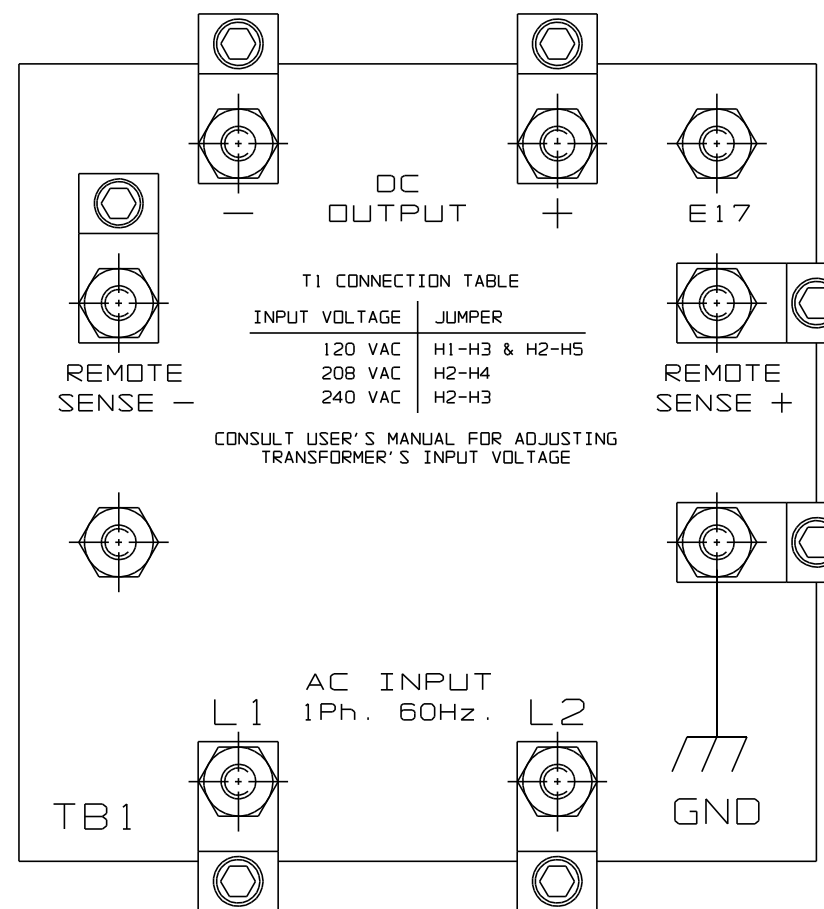 DC
OUTPUT
−
+
E17
T1 CONNECTION TABLE
INPUT VOLTAGE JUMPER
120 VAC H1-H3 & H2-H5
208 VAC H2-H4
240 VAC H2-H3
REMOTE
SENSE −
REMOTE
SENSE +
CONSULT USER'S MANUAL FOR ADJUSTING
TRANSFORMER'S INPUT VOLTAGE
AC INPUT
1Ph. 60Hz.
L1
L2
TB1
GND